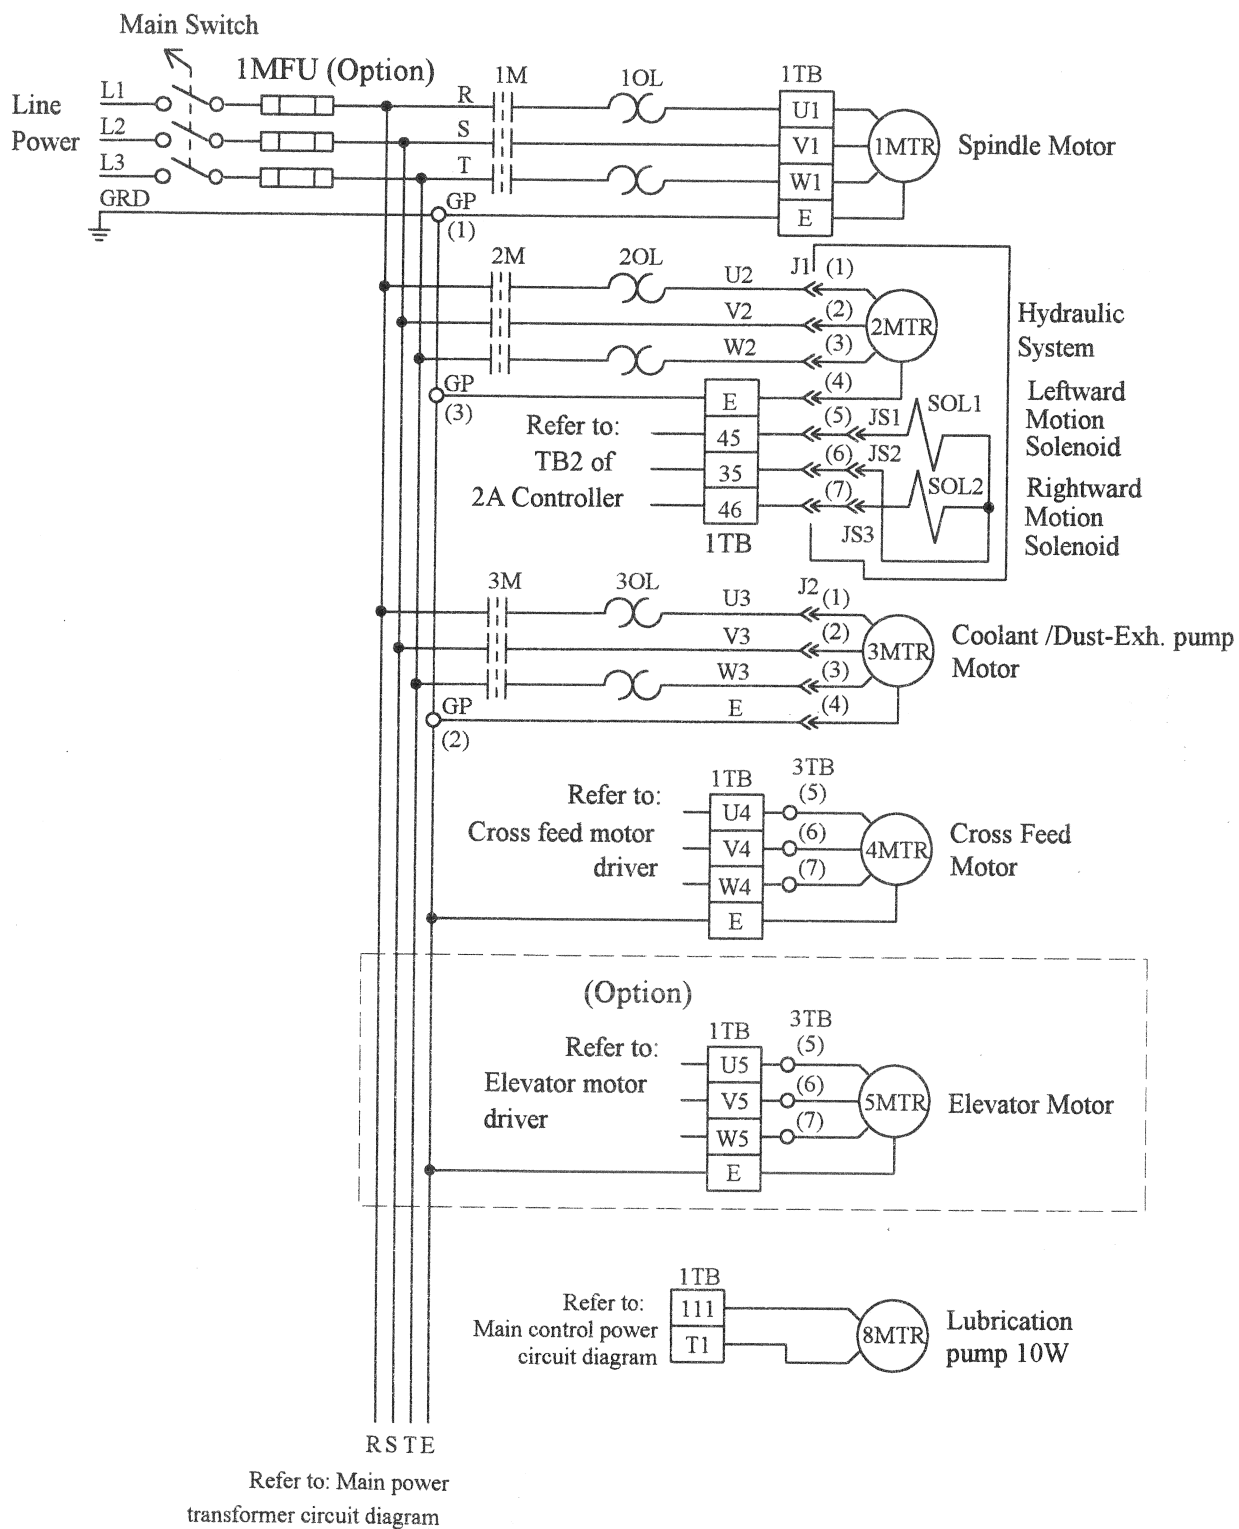 Main Switch
1MFU (Option)
Line
Power
L1
L2
L3
GRD
R
S
T
1M
1OL
1TB
U1
V1
W1
E
1MTR
Spindle Motor
GP
(1)
2M
2OL
U2
V2
W2
J1
(1)
(2)
(3)
(4)
(5)
(6)
(7)
2MTR
Hydraulic
System
GP
(3)
Refer to:
TB2 of
2A Controller
E
45
35
46
1TB
JS1
JS2
JS3
SOL1
SOL2
Leftward
Motion
Solenoid
Rightward
Motion
Solenoid
3M
3OL
U3
V3
W3
E
J2
(1)
(2)
(3)
(4)
3MTR
Coolant /Dust-Exh. pump
Motor
GP
(2)
Refer to:
Cross feed motor
driver
1TB
U4
V4
W4
E
3TB
(5)
(6)
(7)
4MTR
Cross Feed
Motor
(Option)
Refer to:
Elevator motor
driver
1TB
U5
V5
W5
E
3TB
(5)
(6)
(7)
5MTR
Elevator Motor
Refer to:
Main control power
circuit diagram
1TB
111
T1
8MTR
Lubrication
pump 10W
R S T E
Refer to: Main power
transformer circuit diagram